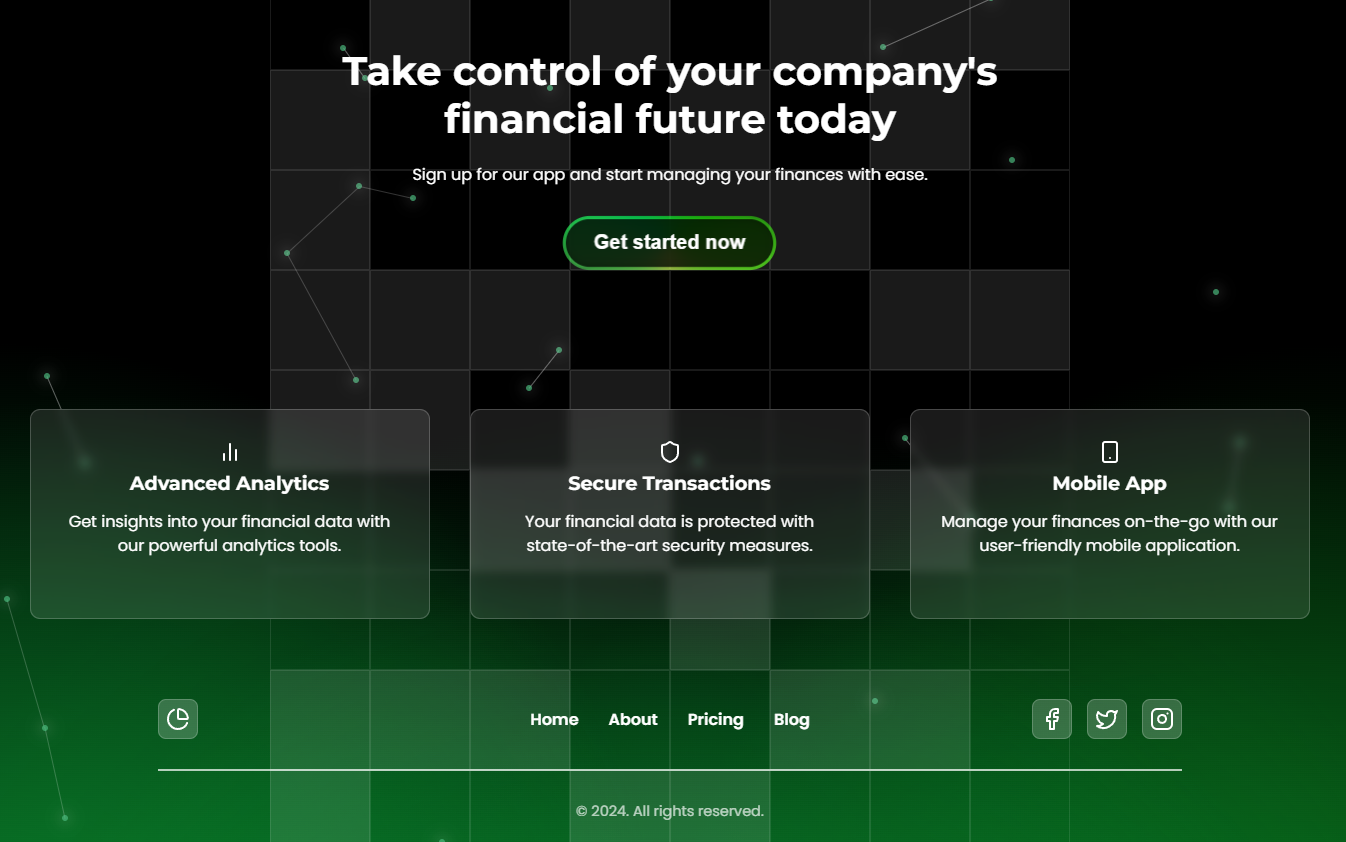 Take control of your company's
financial future today
Sign up for our app and start managing your finances with ease.
Get started now
Advanced Analytics
Get insights into your financial data with
our powerful analytics tools.
Secure Transactions
Your financial data is protected with
state-of-the-art security measures.
Mobile App
Manage your finances on-the-go with our
user-friendly mobile application.
Home About Pricing Blog
© 2024. All rights reserved.